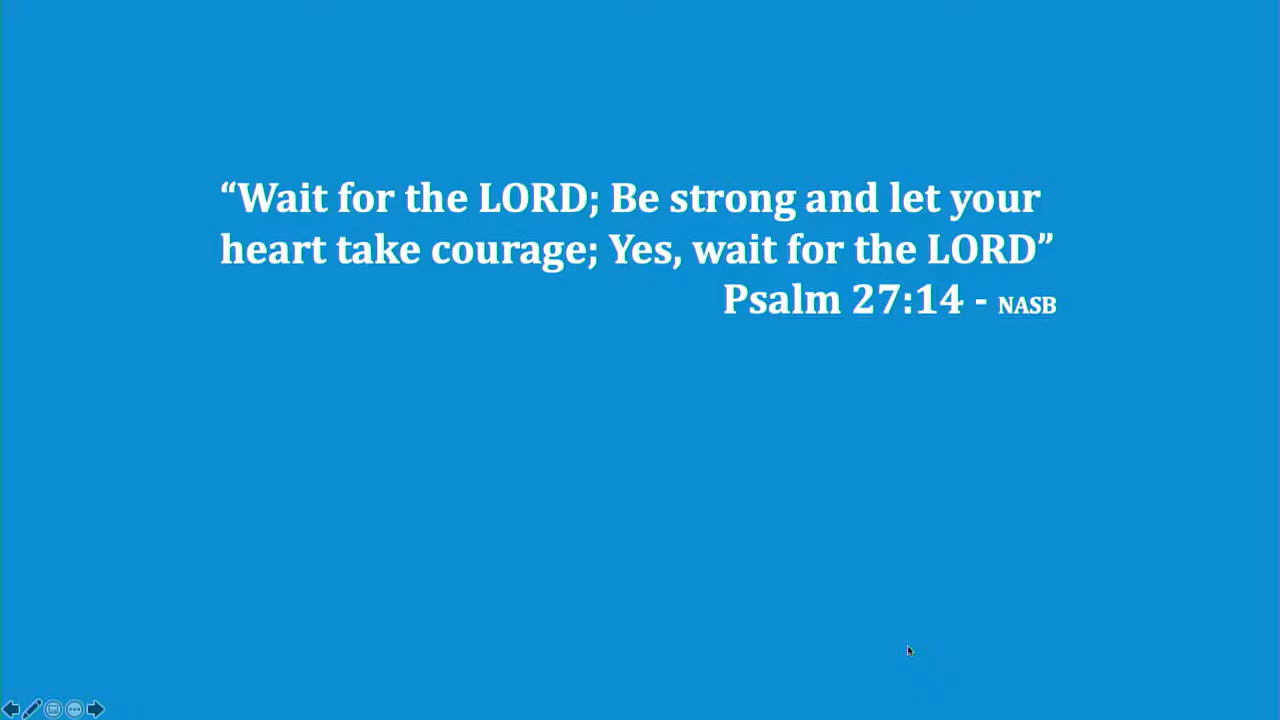 “Wait for the LORD; Be strong and let your
heart take courage; Yes, wait for the LORD”
Psalm 27:14 - NASB